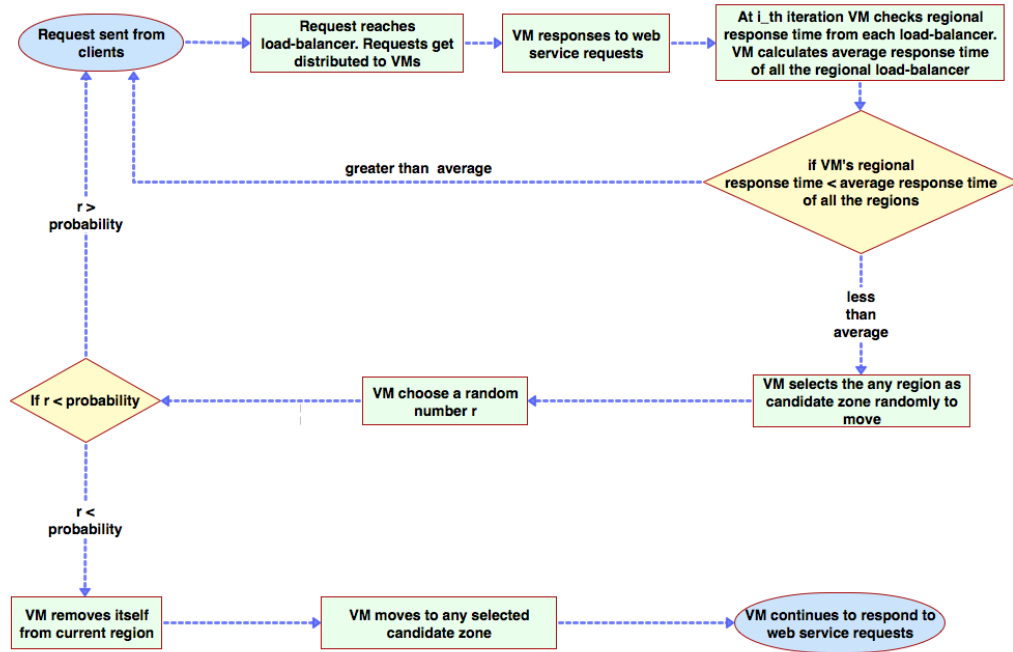 Request sent from
clients
Request reaches
load-balancer. Requests get
distributed to VMs
VM responses to web
service requests
At i_th iteration VM checks regional
response time from each load-balancer.
VM calculates average response time
of all the regional load-balancer
if VM's regional
response time < average response time
of all the regions
greater than average
r >
probability
less
than
average
VM selects the any region as
candidate zone randomly to
move
VM choose a random
number r
If r < probability
r <
probability
VM removes itself
from current region
VM moves to any selected
candidate zone
VM continues to respond to
web service requests